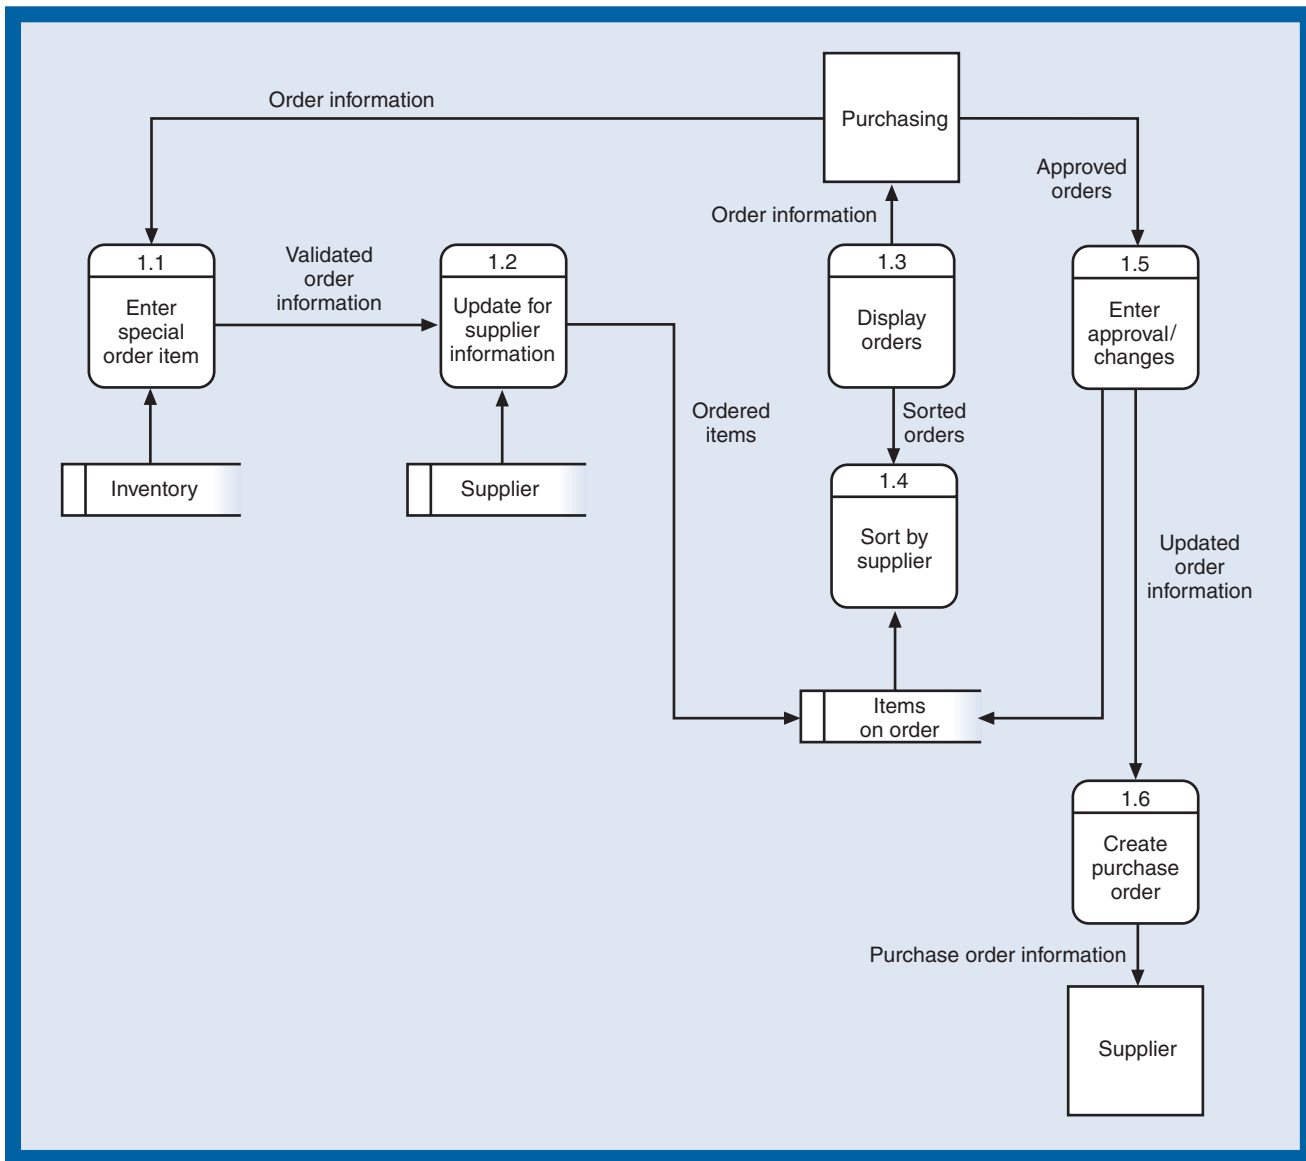 Order information
Purchasing
Approved
orders
Order information
1.1
Enter
special
order item
Validated
order
information
1.2
Update for
supplier
information
1.3
Display
orders
1.5
Enter
approval/
changes
Ordered
items
Sorted
orders
Inventory
Supplier
1.4
Sort by
supplier
Updated
order
information
Items
on order
1.6
Create
purchase
order
Purchase order information
Supplier